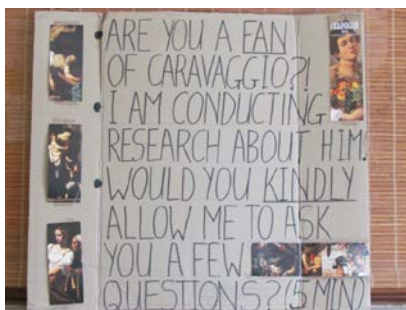 ARE YOU A FAN
OF CARAVAGGIO?!
I AM CONDUCTING
RESEARCH ABOUT HIM.
WOULD YOU KINDLY
ALLOW ME TO ASK
YOU A FEW
QUESTIONS? (5 MIN)